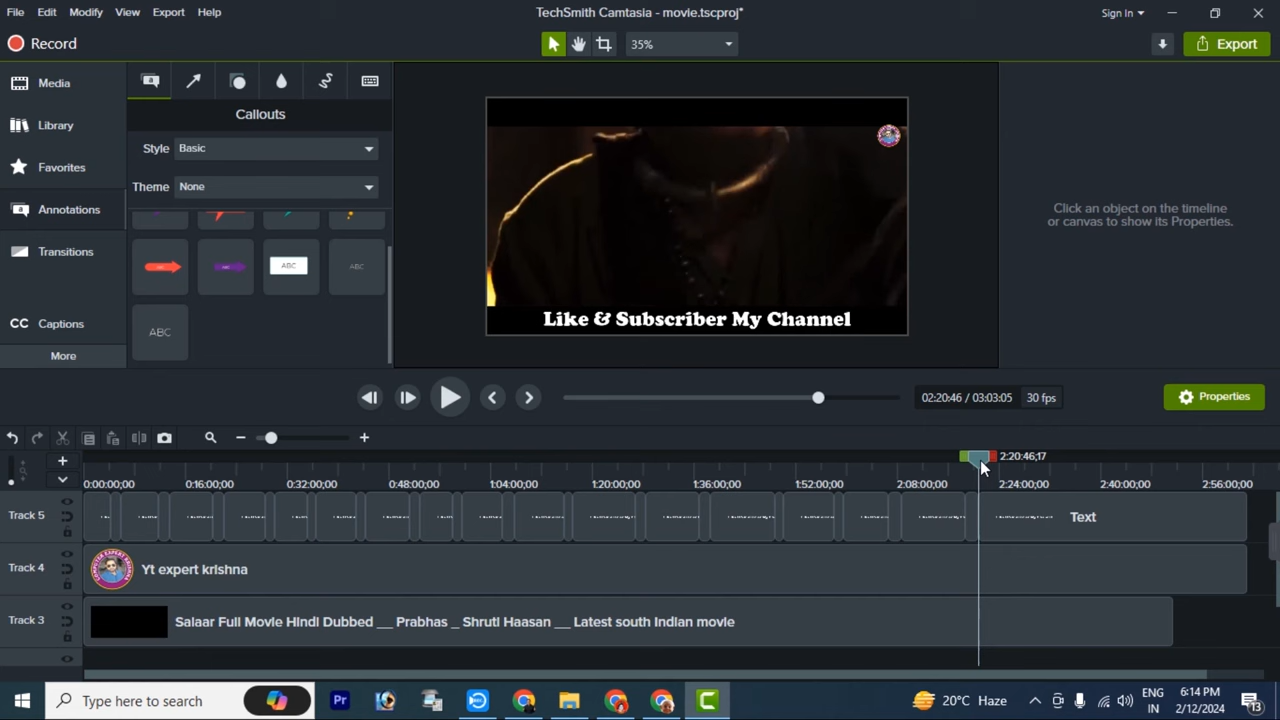 File Edit Modify View Export Help
TechSmith Camtasia - movie.tscproj*
Sign In
Record
35%
Export
Media
Library
Favorites
Annotations
Transitions
CC Captions
More
Callouts
Style Basic
Theme None
ABC
ABC
ABC
Like & Subscriber My Channel
Click an object on the timeline
or canvas to show its Properties.
02:20:46 / 03:03:05
30 fps
Properties
2:20:46;17
0:00:00;00 0:16:00;00 0:32:00;00 0:48:00;00 1:04:00;00 1:20:00;00 1:36:00;00 1:52:00;00 2:08:00;00 2:24:00;00 2:40:00;00 2:56:00;00
Track 5
Text
Track 4
Yt expert krishna
Track 3
Salaar Full Movie Hindi Dubbed __ Prabhas _ Shruti Haasan __ Latest south indian movie
Type here to search
Pr
20°C Haze
ENG
IN
6:14 PM
2/12/2024
13